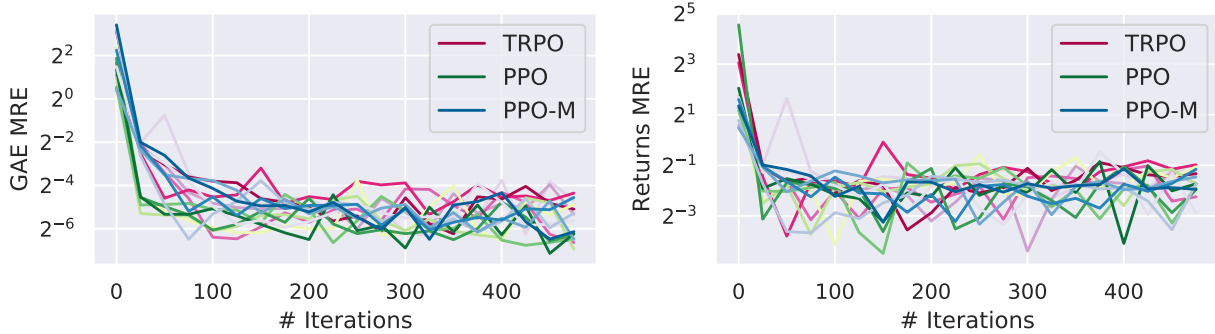 GAE MRE
2^2
2^0
2^-2
2^-4
2^-6
0 100 200 300 400
# Iterations
TRPO
PPO
PPO-M
Returns MRE
2^5
2^3
2^1
2^-1
2^-3
0 100 200 300 400
# Iterations
TRPO
PPO
PPO-M